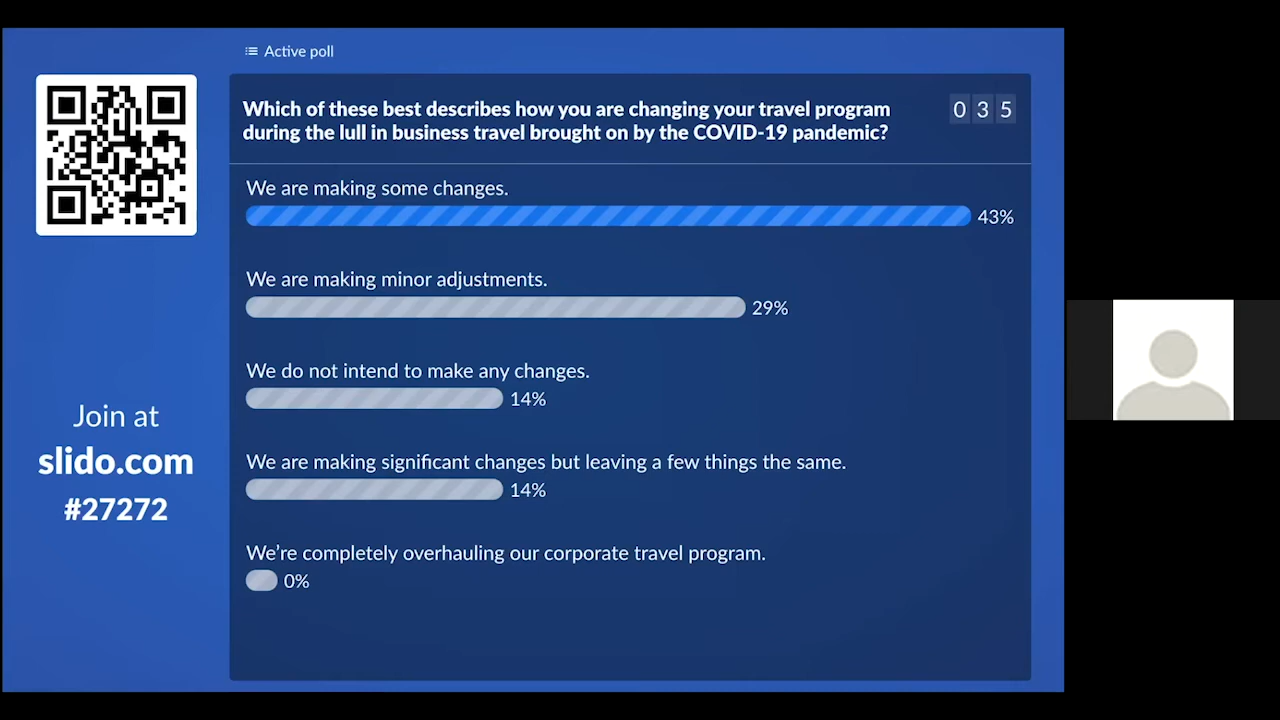 Active poll
Which of these best describes how you are changing your travel program
during the lull in business travel brought on by the COVID-19 pandemic?
0 3 5
We are making some changes.
43%
We are making minor adjustments.
29%
We do not intend to make any changes.
14%
We are making significant changes but leaving a few things the same.
14%
We’re completely overhauling our corporate travel program.
0%
Join at
slido.com
#27272